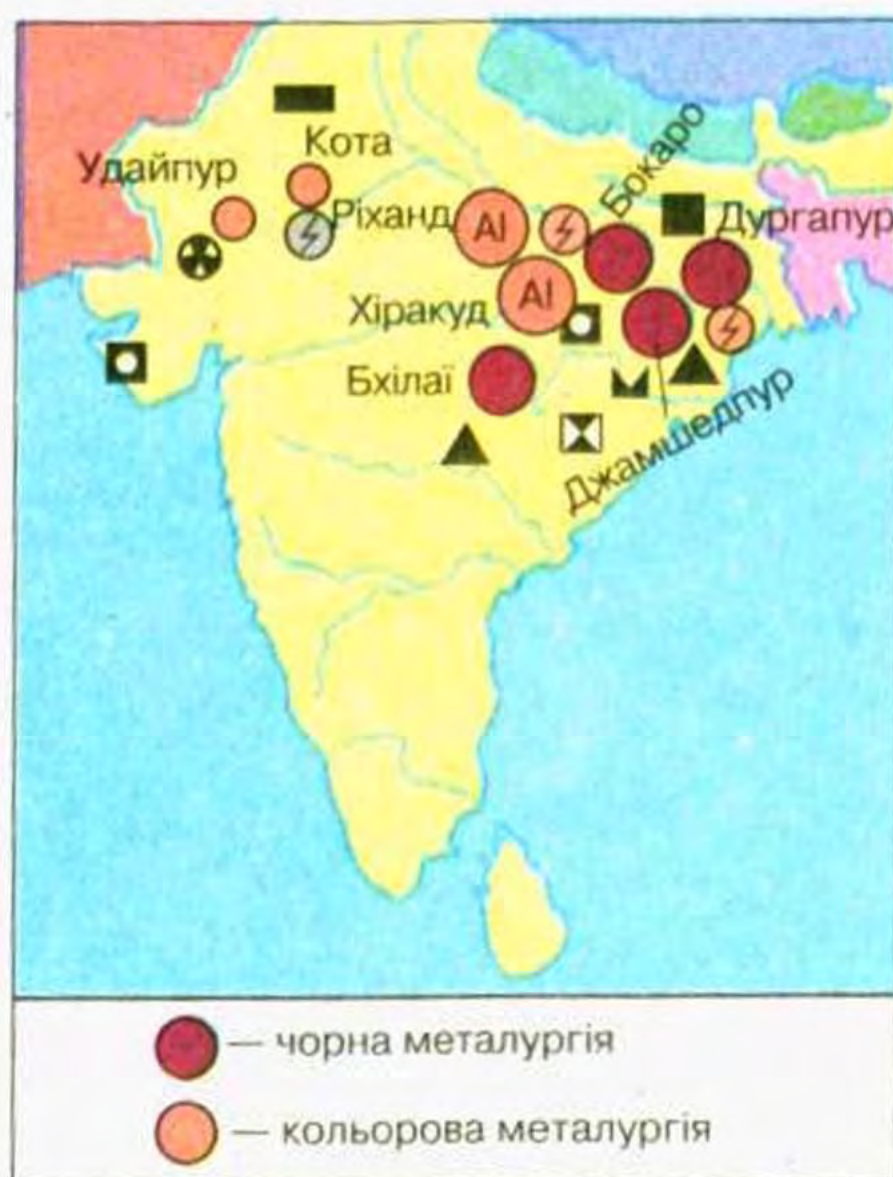 Кота
Удайпур
Ріханд
Al
Бокаро
Дургапур
Хіракуд
Al
Бхілаї
Джамшедпур
— чорна металургія
— кольорова металургія